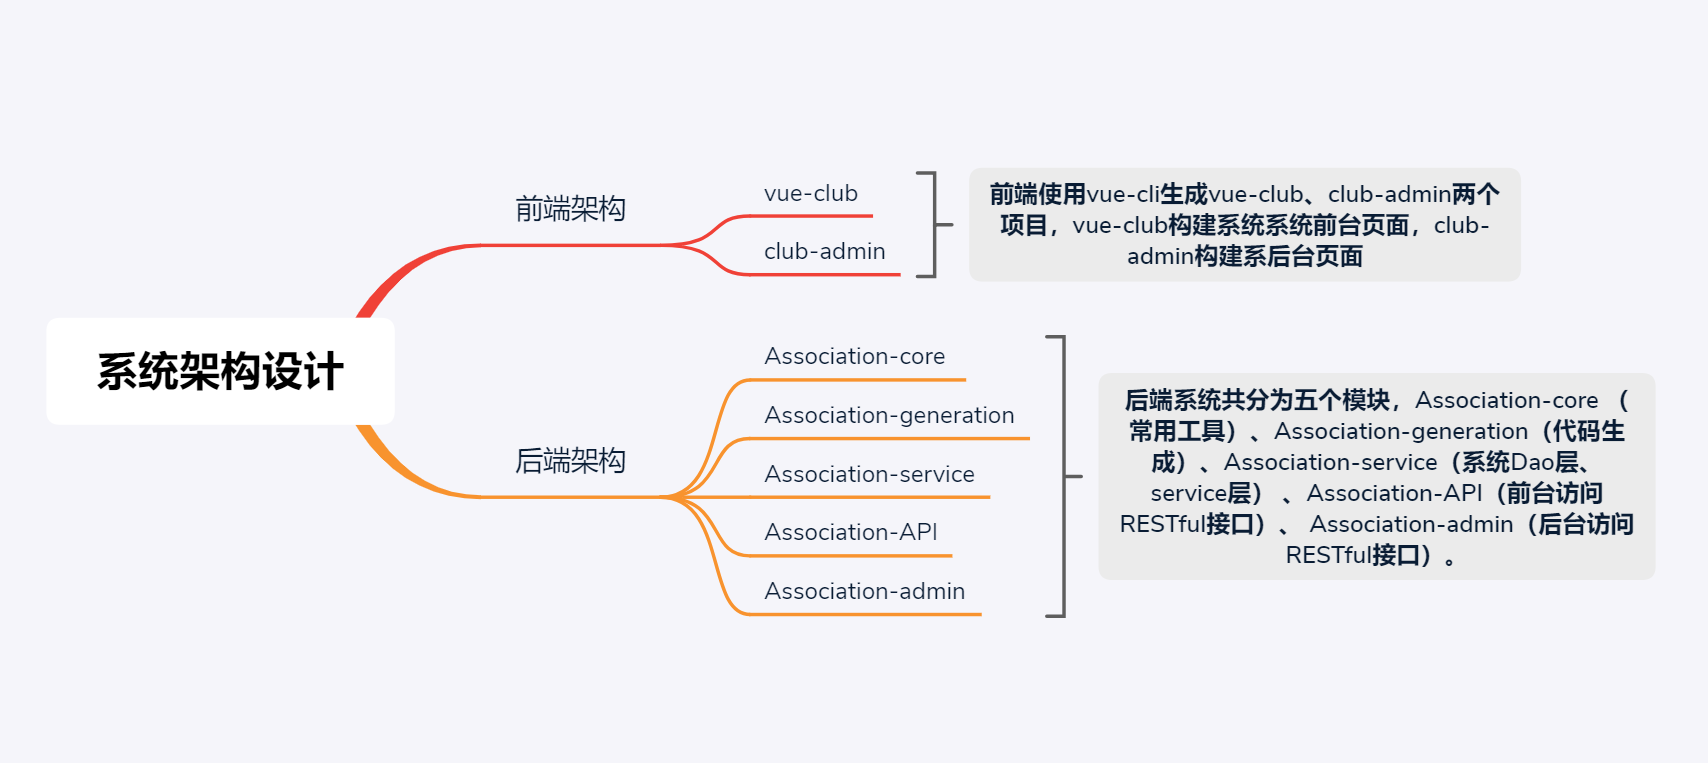 系统架构设计
前端架构
vue-club
club-admin
前端使用vue-cli生成vue-club、club-admin两个
项目，vue-club构建系统系统前台页面，club-
admin构建系后台页面
后端架构
Association-core
Association-generation
Association-service
Association-API
Association-admin
后端系统共分为五个模块，Association-core （
常用工具）、Association-generation（代码生
成）、Association-service（系统Dao层、
service层） 、Association-API（前台访问
RESTful接口）、 Association-admin（后台访问
RESTful接口）。